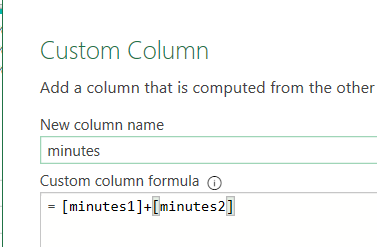 Custom Column
Add a column that is computed from the other
New column name
minutes
Custom column formula
= [minutes1]+[minutes2]